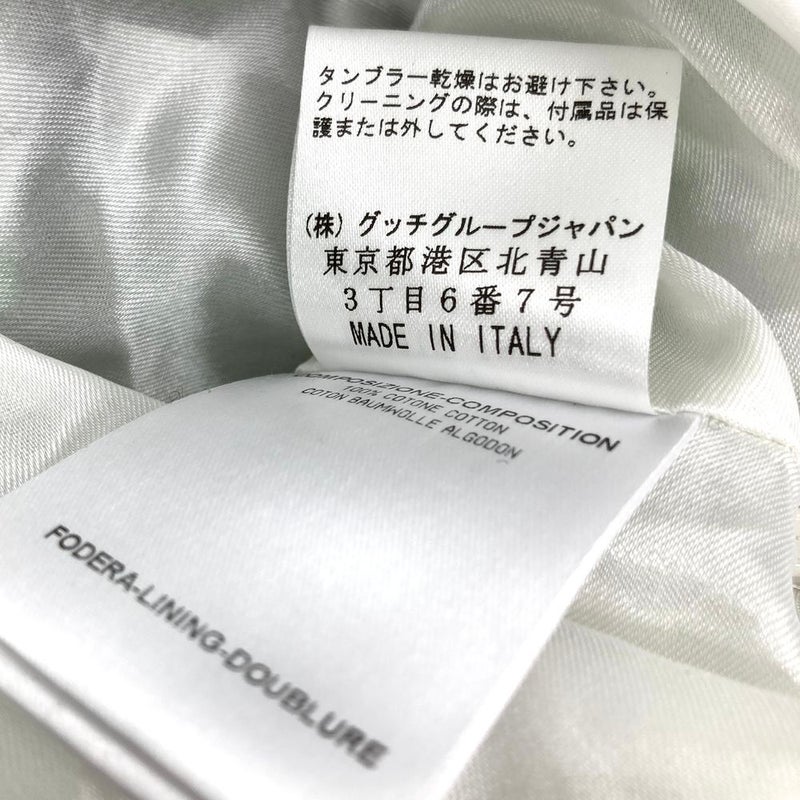 タンブラー乾燥はお避け下さい。
クリーニングの際は、付属品は保
護または外してください。
(株) グッチグループジャパン
東京都港区北青山
3丁目6番7号
MADE IN ITALY
COMPOSIZIONE-COMPOSITION
100% COTONE COTTON
COTON BAUMWOLLE ALGODON
FODERA-LINING-DOUBLURE